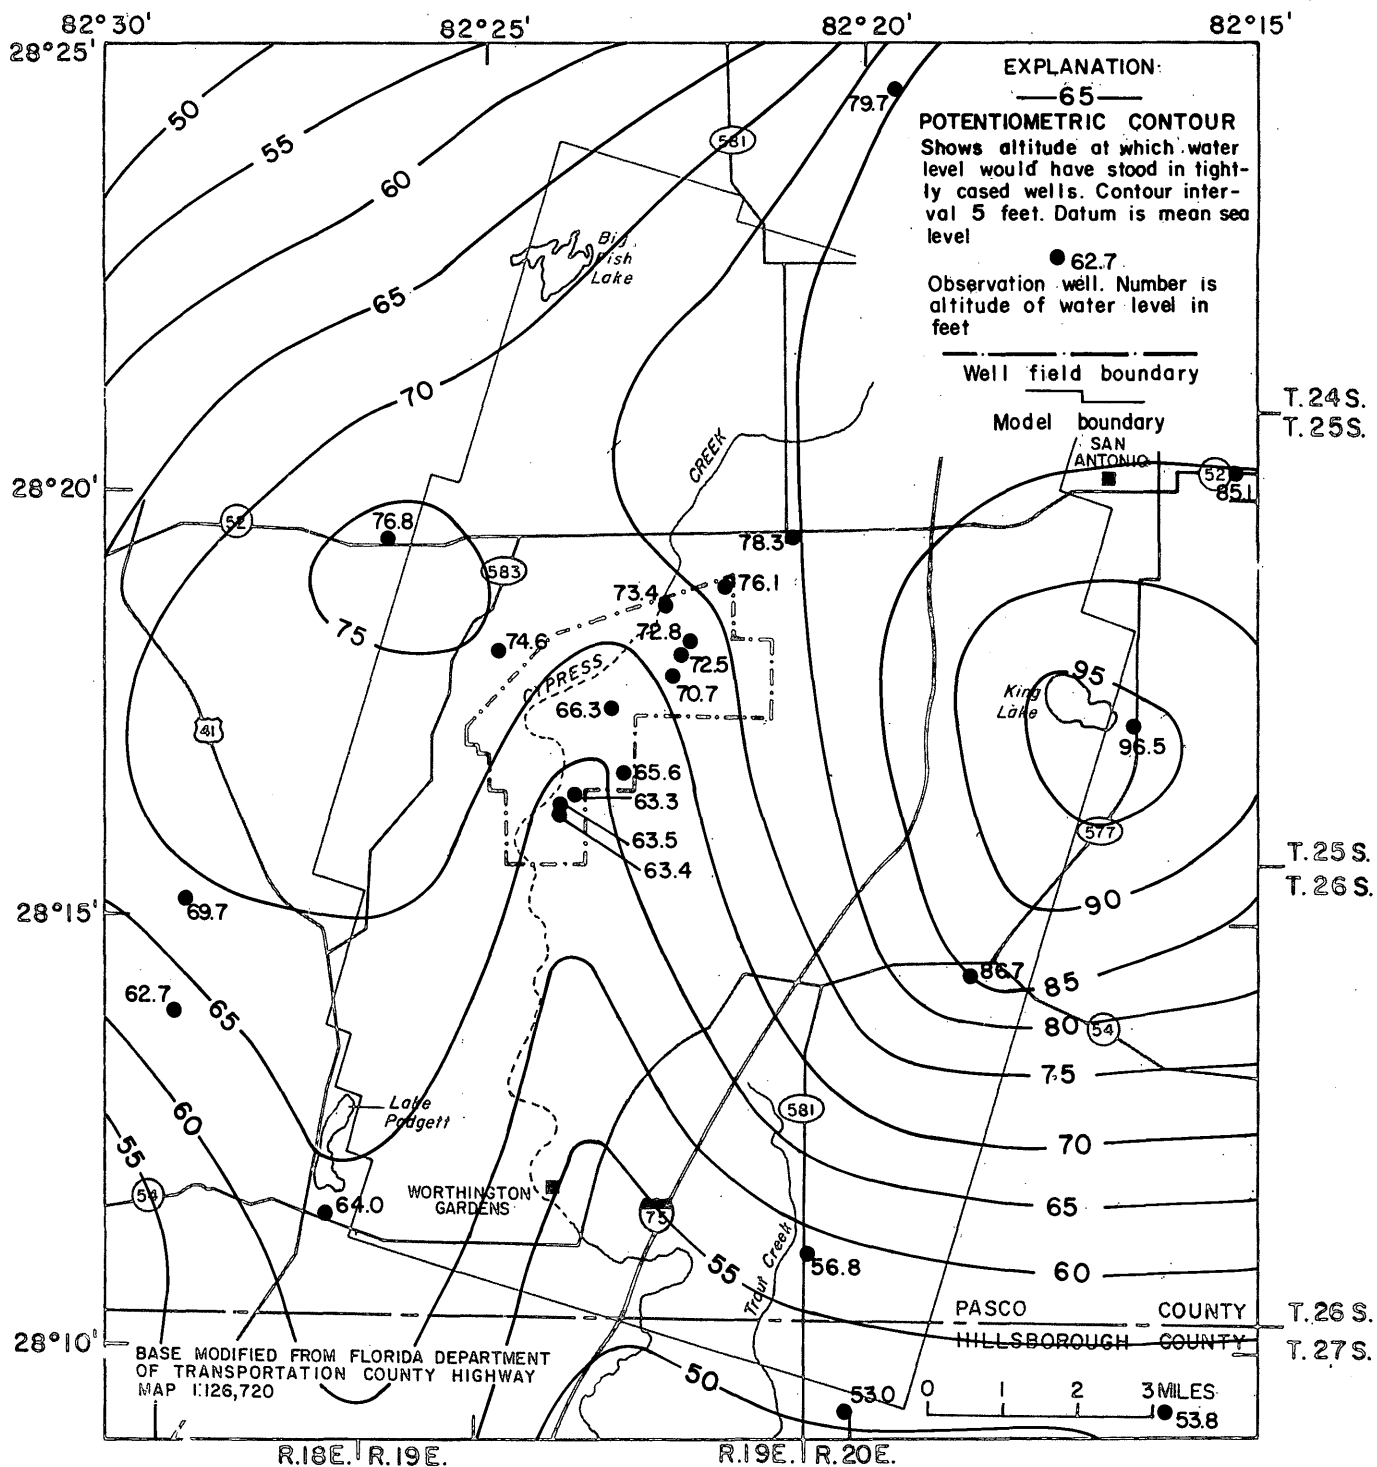 82°30' 82°25' 82°20' 82°15'
28°25'
EXPLANATION
65
POTENTIOMETRIC CONTOUR
Shows altitude at which water
level would have stood in tight-
ly cased wells. Contour inter-
val 5 feet. Datum is mean sea
level
62.7
Observation well. Number is
altitude of water level in
feet
Well field boundary
Model boundary
50
55
60
65
70
79.7
581
Big
Fish
Lake
T. 24 S.
T. 25 S.
SAN
ANTONIO
52
85.1
28°20'
52
76.8
583
75
CREEK
78.3
76.1
73.4
72.8
72.5
70.7
74.6
CYPRESS
66.3
65.6
63.3
63.5
63.4
41
King
Lake
95
96.5
577
90
T. 25 S.
T. 26 S.
28°15'
69.7
62.7
65
60
55
86.7
85
80
54
75
70
65
60
581
Lake
Padgett
54
64.0
WORTHINGTON
GARDENS
75
55
Trout Creek
56.8
PASCO COUNTY
HILLSBOROUGH COUNTY
T. 26 S.
T. 27 S.
28°10'
BASE MODIFIED FROM FLORIDA DEPARTMENT
OF TRANSPORTATION COUNTY HIGHWAY
MAP 1:126,720
50
53.0
0 1 2 3 MILES
53.8
R.18E. R.19E. R.19E. R.20E.